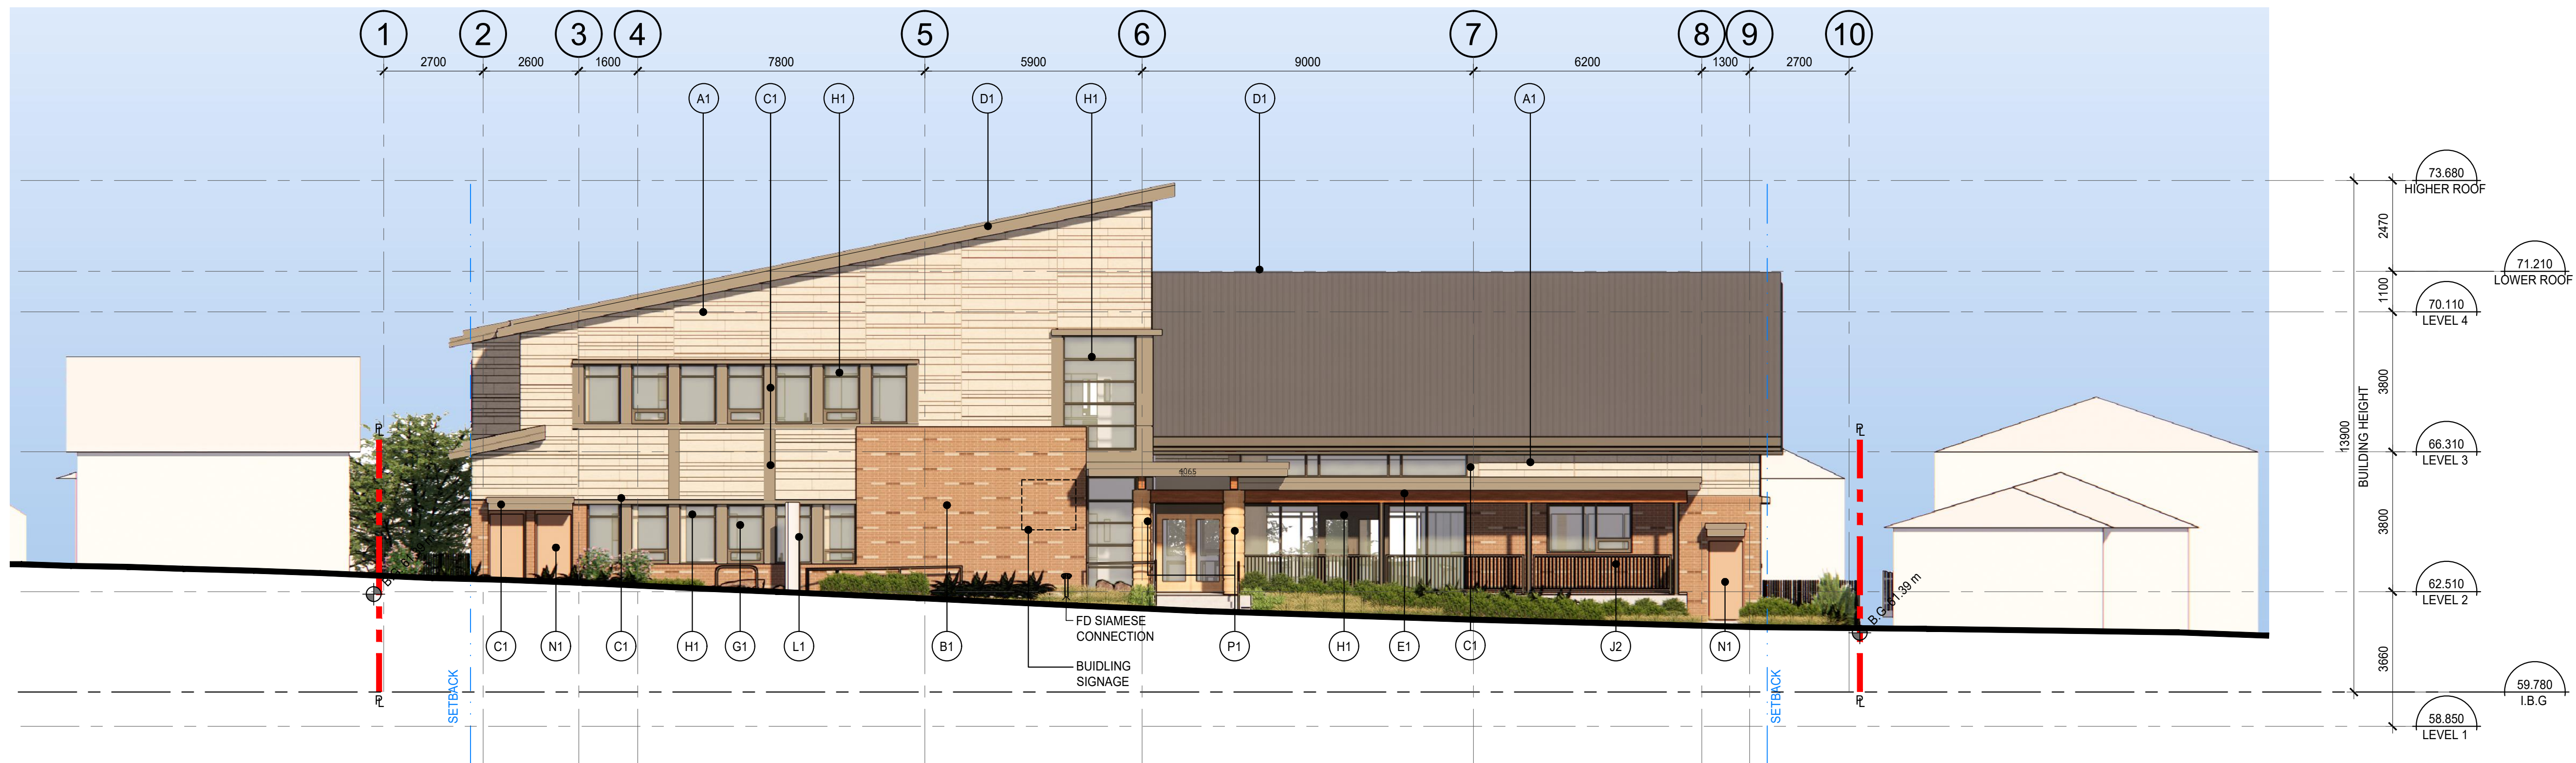 1 2 3 4 5 6 7 8 9 10
2700 2600 1600 7800 5900 9000 6200 1300 2700
A1 C1 H1 D1 H1 D1 A1
73.680
HIGHER ROOF
2470
71.210
LOWER ROOF
1100
70.110
LEVEL 4
3800
13900
BUILDING HEIGHT
66.310
LEVEL 3
3800
62.510
LEVEL 2
3660
59.780
I.B.G
58.850
LEVEL 1
PL
PL
4065
B.G. 61.39 m
FD SIAMESE
CONNECTION
BUIDLING
SIGNAGE
C1 N1 C1 H1 G1 L1 B1 P1 H1 E1 C1 J2 N1
SETBACK
SETBACK
PL
PL